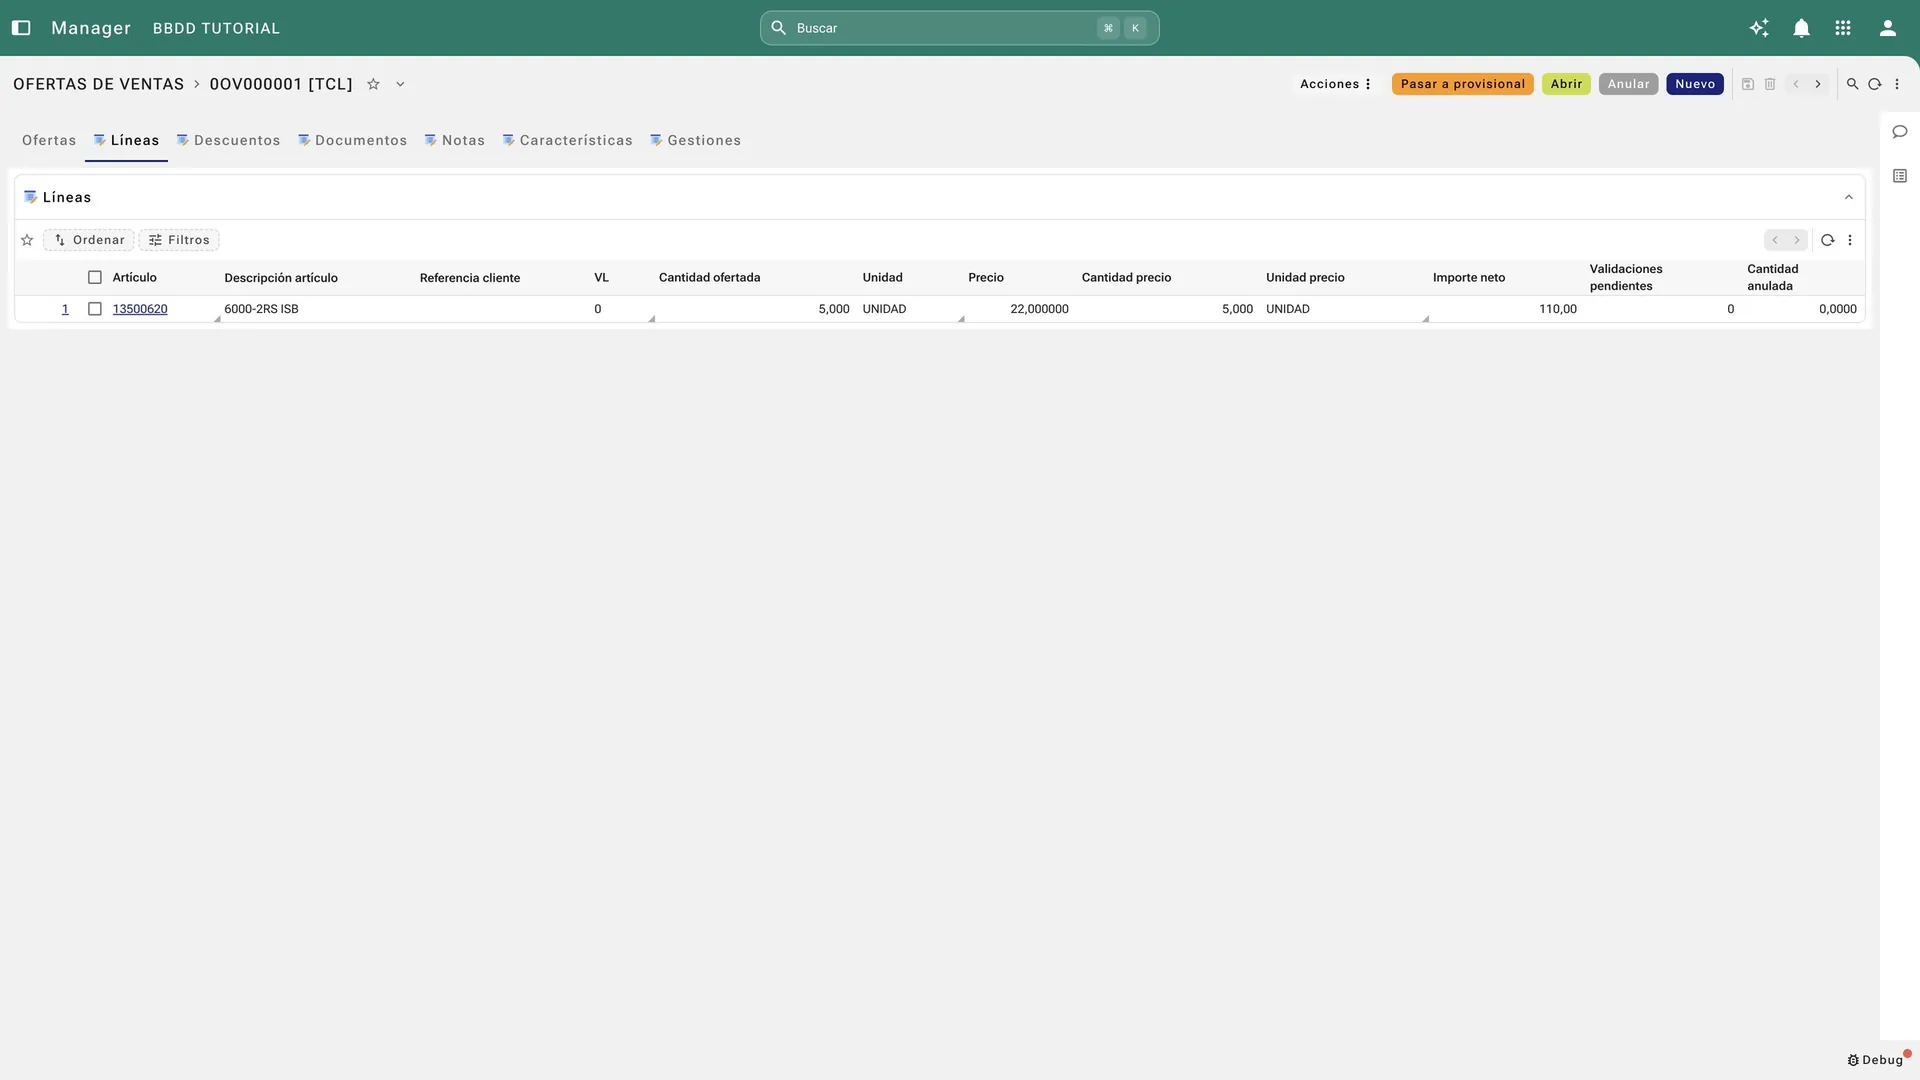 Manager BBDD TUTORIAL Buscar ⌘ K
OFERTAS DE VENTAS > 0OV000001 [TCL] Acciones Pasar a provisional Abrir Anular Nuevo
Ofertas Líneas Descuentos Documentos Notas Características Gestiones
Líneas
Ordenar Filtros
Artículo Descripción artículo Referencia cliente VL Cantidad ofertada Unidad Precio Cantidad precio Unidad precio Importe neto Validaciones pendientes Cantidad anulada
1 13500620 6000-2RS ISB 0 5,000 UNIDAD 22,000000 5,000 UNIDAD 110,00 0 0,0000
Debug